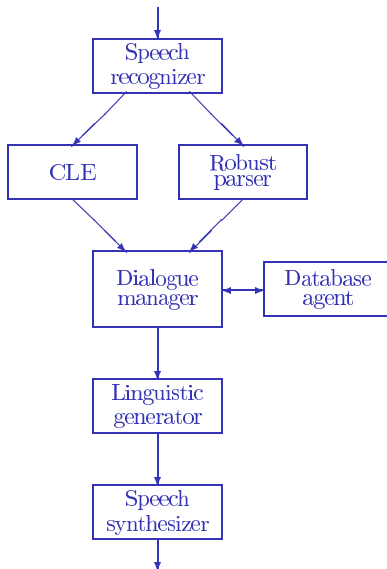 Speech
recognizer
CLE
Robust
parser
Dialogue
manager
Database
agent
Linguistic
generator
Speech
synthesizer